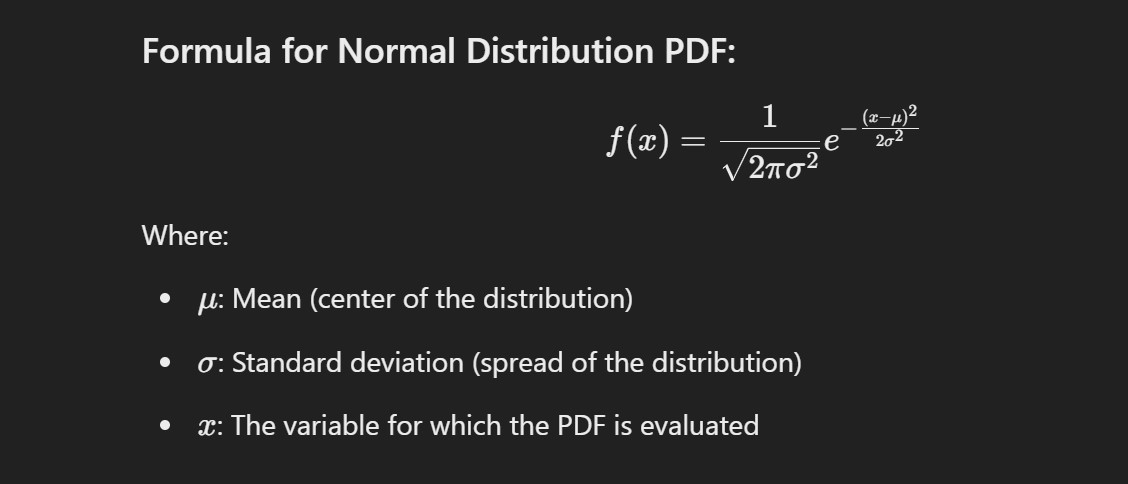 Formula for Normal Distribution PDF:
f(x) = \frac{1}{\sqrt{2\pi\sigma^2}} e^{-\frac{(x-\mu)^2}{2\sigma^2}}
Where:
• μ: Mean (center of the distribution)
• σ: Standard deviation (spread of the distribution)
• x: The variable for which the PDF is evaluated